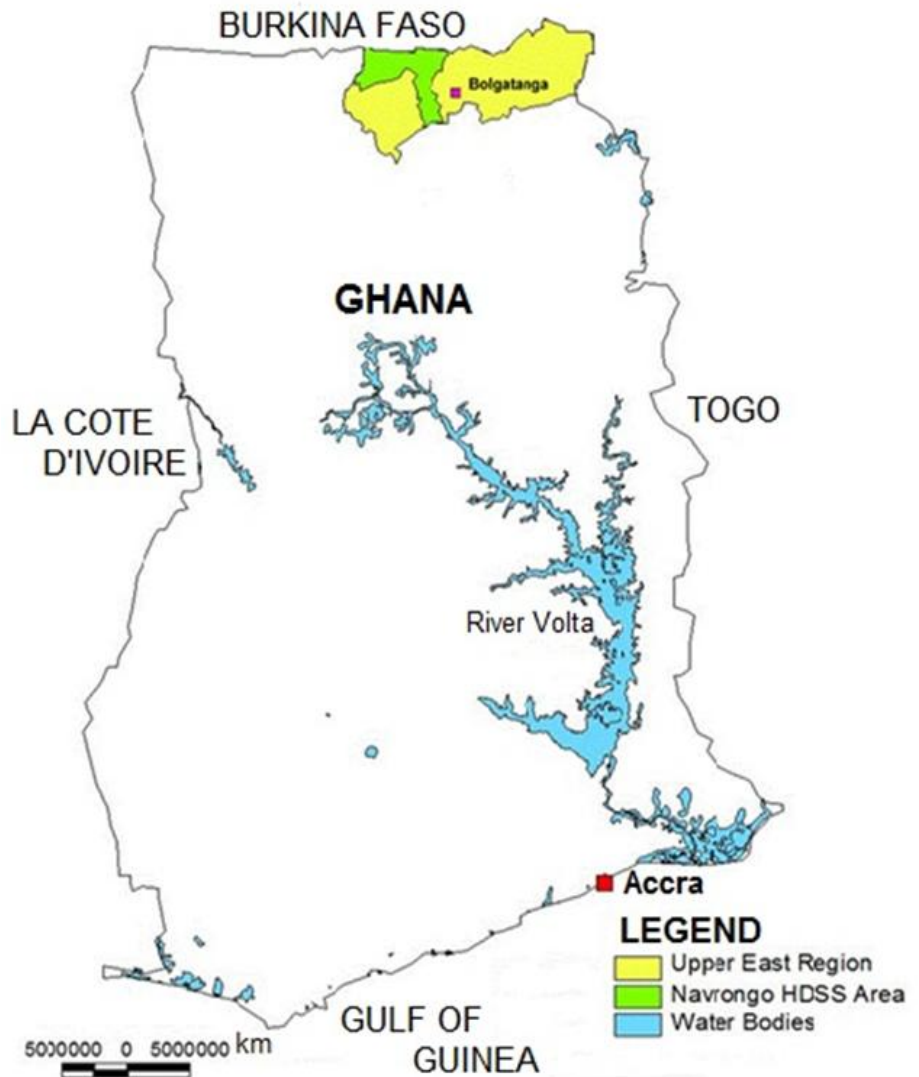 BURKINA FASO
Bolgatanga
GHANA
LA COTE
D'IVOIRE
TOGO
River Volta
Accra
LEGEND
Upper East Region
Navrongo HDSS Area
Water Bodies
GULF OF
GUINEA
5000000 0 5000000 km